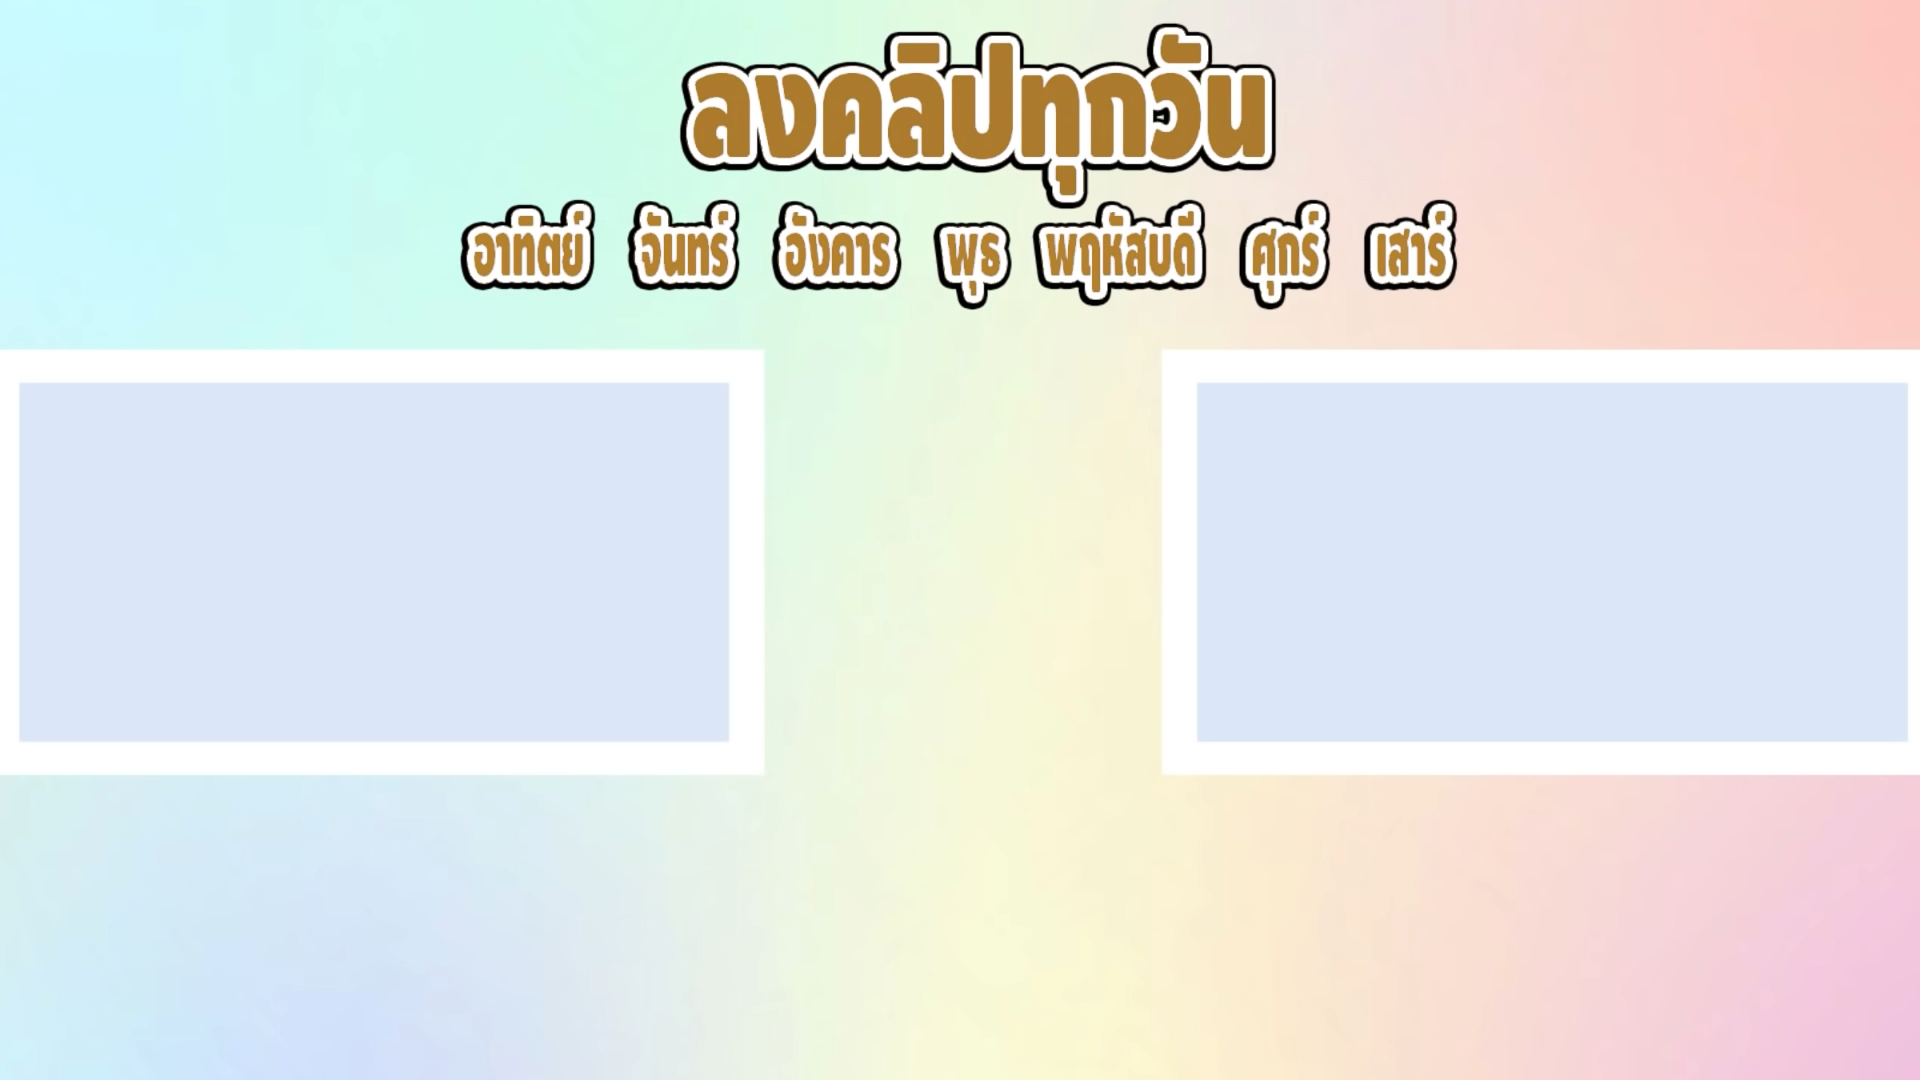 ลงคลิปทุกวัน
อาทิตย์ จันทร์ อังคาร พุธ พฤหัสบดี ศุกร์ เสาร์